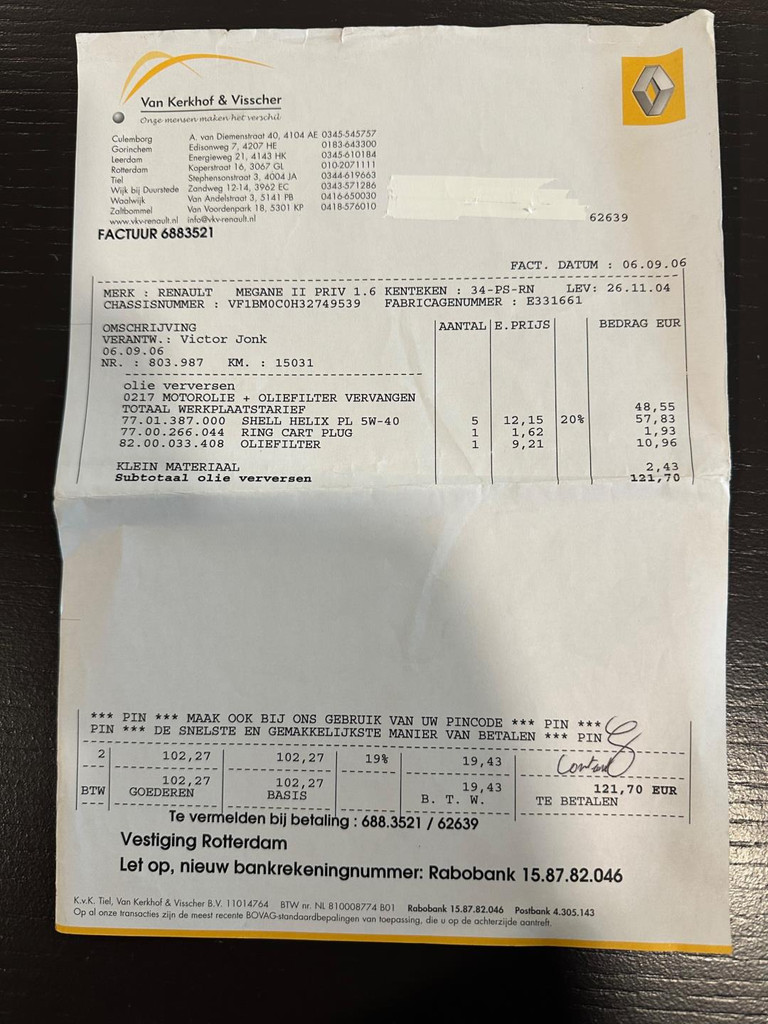 Van Kerkhof & Visscher
Onze mensen maken het verschil
Culemborg A. van Diemenstraat 40, 4104 AE 0345-545757
Gorinchem Edisonweg 7, 4207 HE 0183-643300
Leerdam Energieweg 21, 4143 HK 0345-610184
Rotterdam Koperstraat 16, 3067 GL 010-2071111
Tiel Stephensonstraat 3, 4004 JA 0344-619663
Wijk bij Duurstede Zandweg 12-14, 3962 EC 0343-571286
Waalwijk Van Andelstraat 3, 5141 PB 0416-650030
Zaltbommel Van Voordenpark 18, 5301 KP 0418-576010
www.vkv-renault.nl info@vkv-renault.nl
62639
FACTUUR 6883521
FACT. DATUM : 06.09.06
MERK : RENAULT MEGANE II PRIV 1.6 KENTEKEN : 34-PS-RN LEV: 26.11.04
CHASSISNUMMER : VF1BM0C0H32749539 FABRICAGENUMMER : E331661
OMSCHRIJVING AANTAL E.PRIJS BEDRAG EUR
VERANTW.: Victor Jonk
06.09.06
NR. : 803.987 KM. : 15031
olie verversen
0217 MOTOROLIE + OLIEFILTER VERVANGEN
TOTAAL WERKPLAATSTARIEF 48,55
77.01.387.000 SHELL HELIX PL 5W-40 5 12,15 20% 57,83
77.00.266.044 RING CART PLUG 1 1,62 1,93
82.00.033.408 OLIEFILTER 1 9,21 10,96
KLEIN MATERIAAL 2,43
Subtotaal olie verversen 121,70
*** PIN *** MAAK OOK BIJ ONS GEBRUIK VAN UW PINCODE *** PIN ***
PIN *** DE SNELSTE EN GEMAKKELIJKSTE MANIER VAN BETALEN *** PIN
2 102,27 102,27 19% 19,43
102,27 102,27 19,43 121,70 EUR
BTW GOEDEREN BASIS B. T. W. TE BETALEN
Te vermelden bij betaling : 688.3521 / 62639
Vestiging Rotterdam
Let op, nieuw bankrekeningnummer: Rabobank 15.87.82.046
K.v.K. Tiel, Van Kerkhof & Visscher B.V. 11014764 BTW nr. NL 810008774 B01 Rabobank 15.87.82.046 Postbank 4.305.143
Op al onze transacties zijn de meest recente BOVAG-standaardbepalingen van toepassing, die u op de achterzijde aantreft.